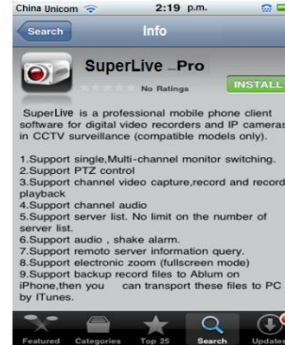 China Unicom 2:19 p.m.
Search Info
SuperLive _Pro
No Ratings INSTALL
SuperLive is a professional mobile phone client
software for digital video recorders and IP cameras
in CCTV surveillance (compatible models only).
1.Support single,Multi-channel monitor switching.
2.Support PTZ control
3.Support channel video capture,record and record
playback
4.Support channel audio
5.Support server list. No limit on the number of
server list.
6.Support audio , shake alarm.
7.Support remoto server information query.
8.Support electronic zoom (fullscreen mode)
9.Support backup record files to Ablum on
iPhone,then you can transport these files to PC
by ITunes.
Featured Categories Top 25 Search Updates